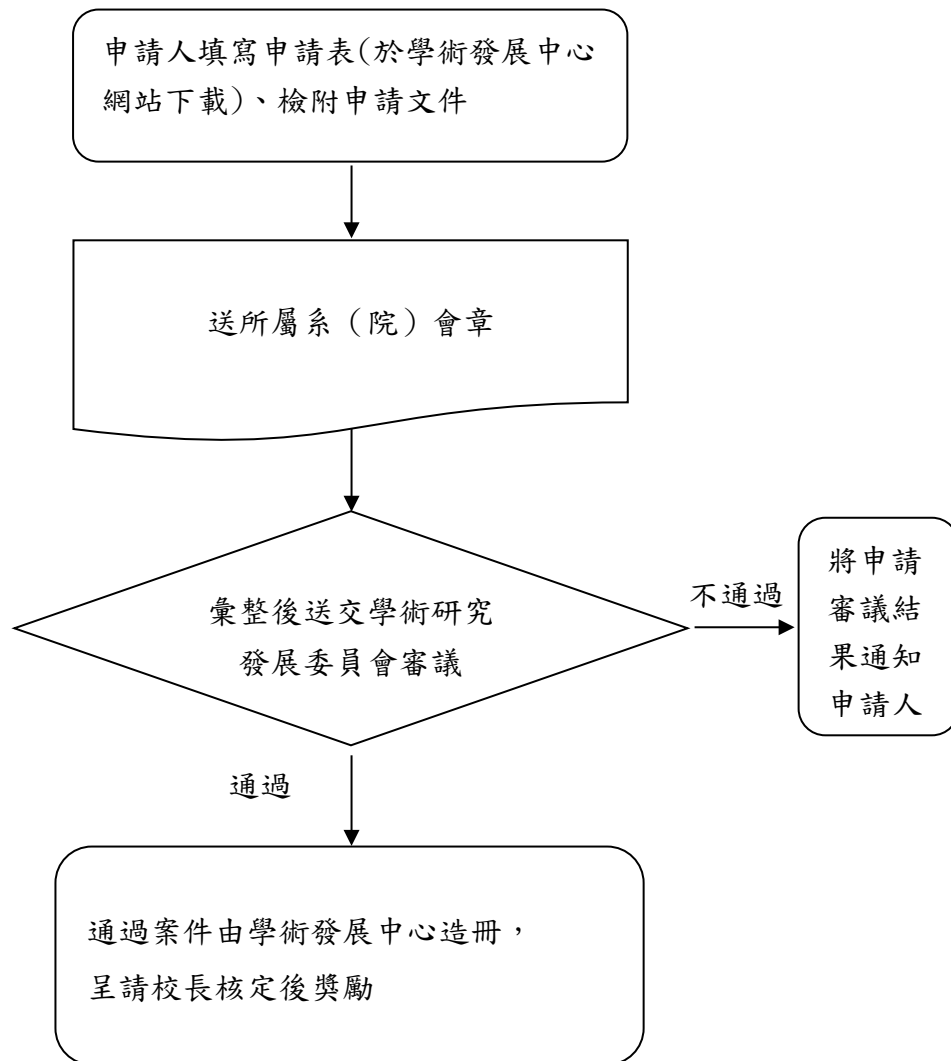 申請人填寫申請表(於學術發展中心
網站下載)、檢附申請文件
送所屬系（院）會章
彙整後送交學術研究
發展委員會審議
不通過
將申請
審議結
果通知
申請人
通過
通過案件由學術發展中心造冊，
呈請校長核定後獎勵